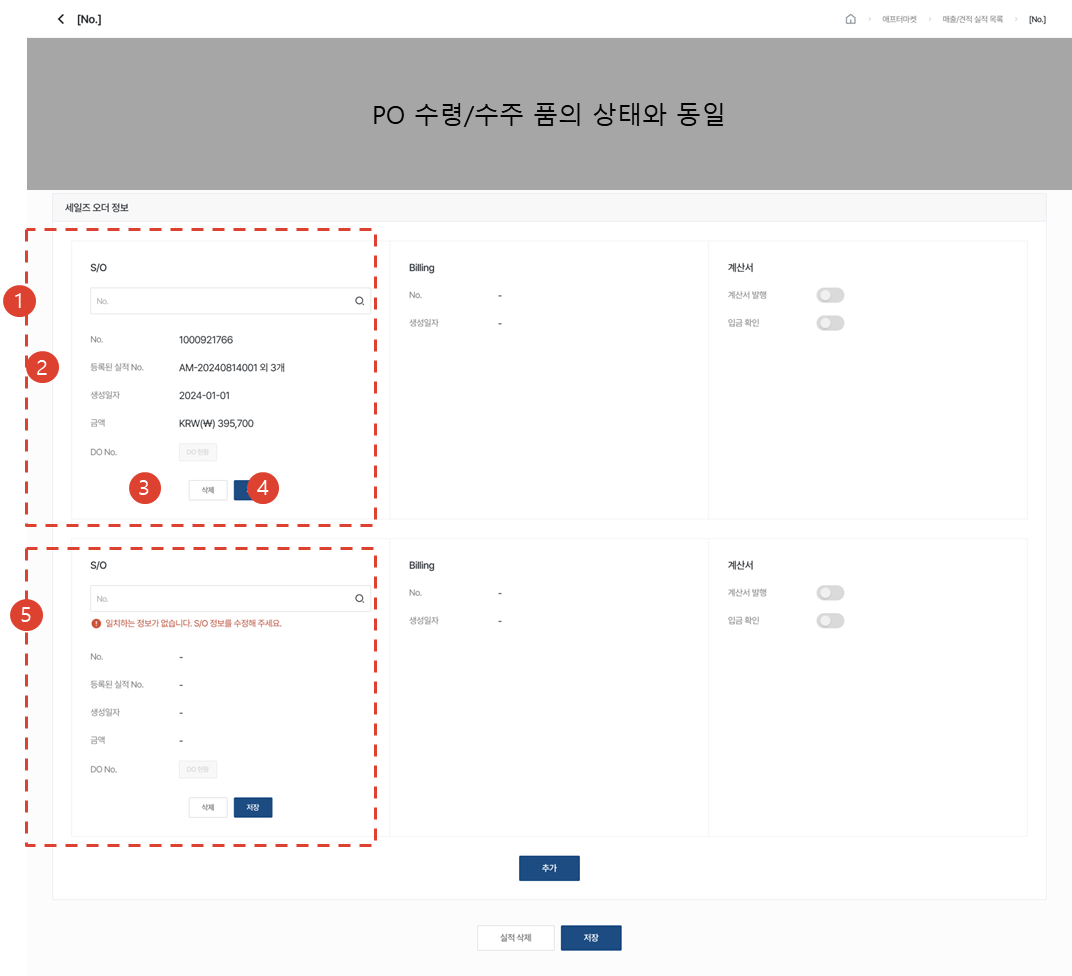 [No.]
애프터마켓 > 매출/견적 실적 목록 > [No.]
PO 수령/수주 품의 상태와 동일
세일즈 오더 정보
S/O
Billing
계산서
1
No.
No. -
계산서 발행
생성일자 -
입금 확인
No. 1000921766
2
등록된 실적 No. AM-20240814001 외 3개
생성일자 2024-01-01
금액 KRW(₩) 395,700
DO No. DO 현황
3
삭제
4
S/O
Billing
계산서
5
No.
No. -
계산서 발행
일치하는 정보가 없습니다. S/O 정보를 수정해 주세요.
생성일자 -
입금 확인
No. -
등록된 실적 No. -
생성일자 -
금액 -
DO No. DO 현황
삭제
저장
추가
실적 삭제
저장